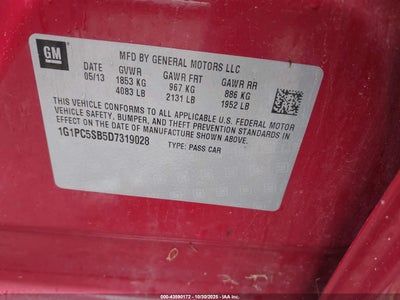 GM
MFD BY GENERAL MOTORS LLC
DATE GVWR GAWR FRT GAWR RR
05/13 1853 KG 967 KG 886 KG
4083 LB 2131 LB 1952 LB
THIS VEHICLE CONFORMS TO ALL APPLICABLE U.S. FEDERAL MOTOR
VEHICLE SAFETY, BUMPER, AND THEFT PREVENTION STANDARDS IN
EFFECT ON THE DATE OF MANUFACTURE SHOWN ABOVE.
1G1PC5SB5D7319028
TYPE: PASS CAR
000-43590172 - 10/30/2025 - IAA Inc.